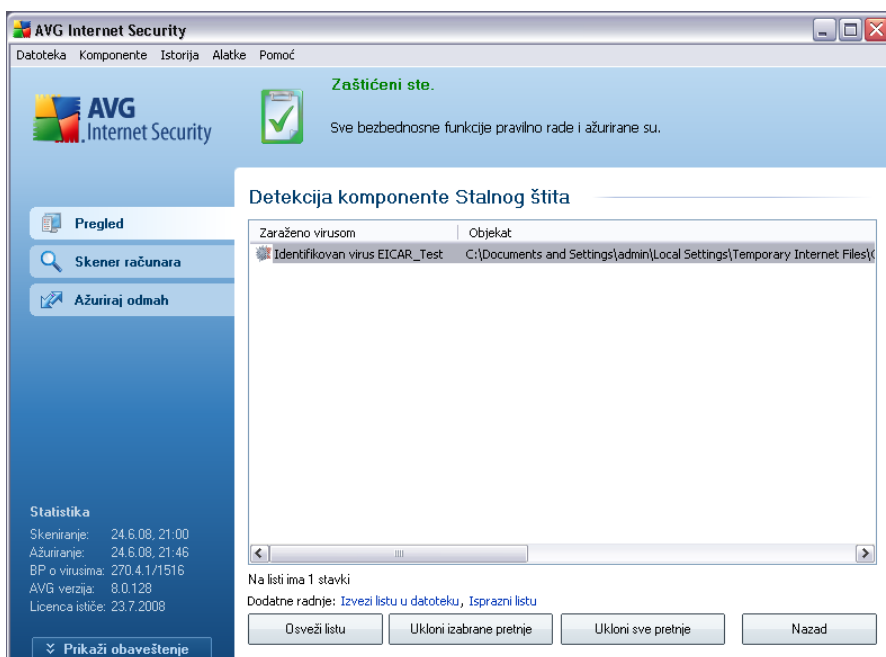 AVG Internet Security
Datoteka Komponente Istorija Alatke Pomoć
AVG
Internet Security
Zaštićeni ste.
Sve bezbednosne funkcije pravilno rade i ažurirane su.
Pregled
Skener računara
Ažuriraj odmah
Detekcija komponente Stalnog štita
Zaraženo virusom Objekat
Identifikovan virus EICAR_Test C:\Documents and Settings\admin\Local Settings\Temporary Internet Files\
Na listi ima 1 stavki
Dodatne radnje: Izvezi listu u datoteku, Isprazni listu
Osveži listu Ukloni izabrane pretnje Ukloni sve pretnje Nazad
Statistika
Skeniranje: 24.6.08, 21:00
Ažuriranje: 24.6.08, 21:46
BP o virusima: 270.4.1/1516
AVG verzija: 8.0.128
Licenca ističe: 23.7.2008
Prikaži obaveštenje